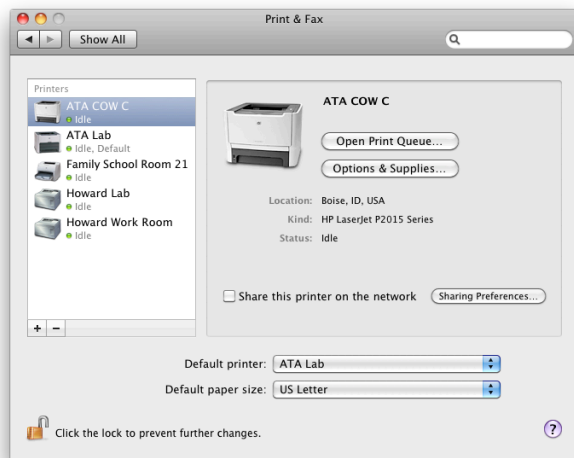 Print & Fax
Show All
Printers
ATA COW C
Idle
ATA Lab
Idle, Default
Family School Room 21
Idle
Howard Lab
Idle
Howard Work Room
Idle
+ −
ATA COW C
Open Print Queue...
Options & Supplies...
Location: Boise, ID, USA
Kind: HP LaserJet P2015 Series
Status: Idle
Share this printer on the network Sharing Preferences...
Default printer: ATA Lab
Default paper size: US Letter
Click the lock to prevent further changes. ?